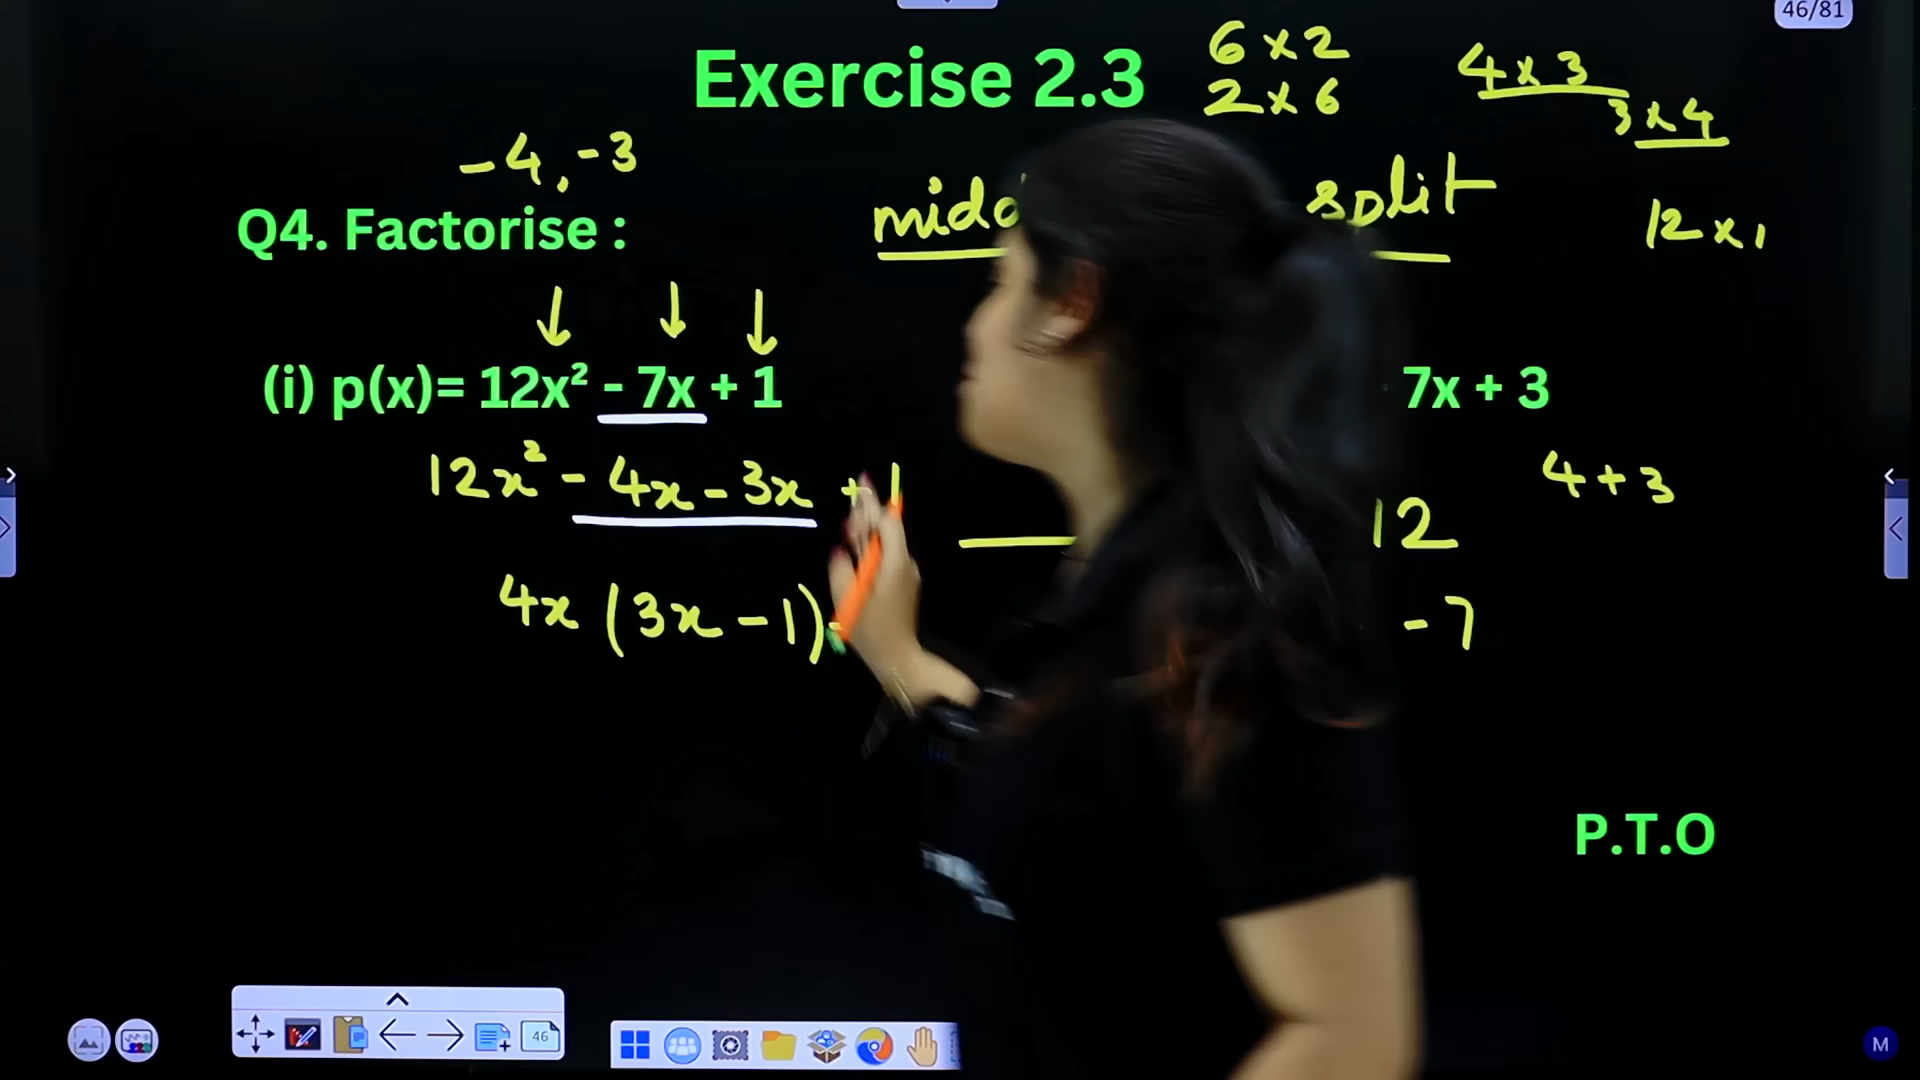 46/81
Exercise 2.3
6 x 2
2 x 6
4 x 3
3 x 4
12 x 1
-4, -3
split
Q4. Factorise :
(i) p(x)= 12x² - 7x + 1
7x + 3
12x² - 4x - 3x + 1
4 + 3
12
4x (3x - 1)
- 7
P.T.O
46
M